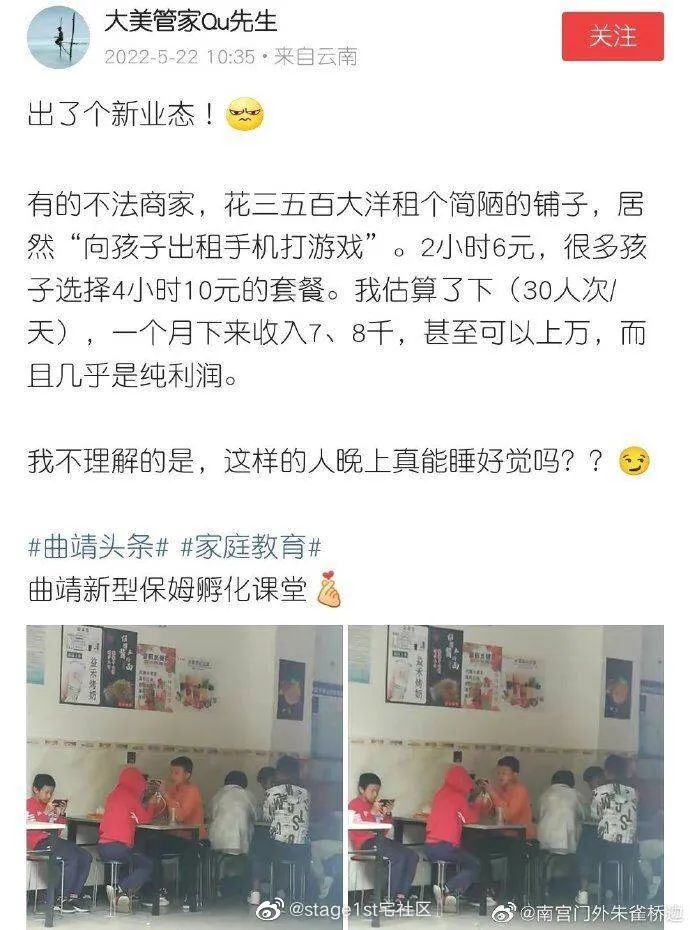 大美管家Qu先生
2022-5-22 10:35·来自云南
关注
出了个新业态！
有的不法商家，花三五百大洋租个简陋的铺子，居
然“向孩子出租手机打游戏”。2小时6元，很多孩
子选择4小时10元的套餐。我估算了下（30人次/
天），一个月下来收入7、8千，甚至可以上万，而
且几乎是纯利润。
我不理解的是，这样的人晚上真能睡好觉吗？？
#曲靖头条# #家庭教育#
曲靖新型保姆孵化课堂
益禾烤奶
益禾烤奶
@stage1st宅社区
@南宫门外朱雀桥边